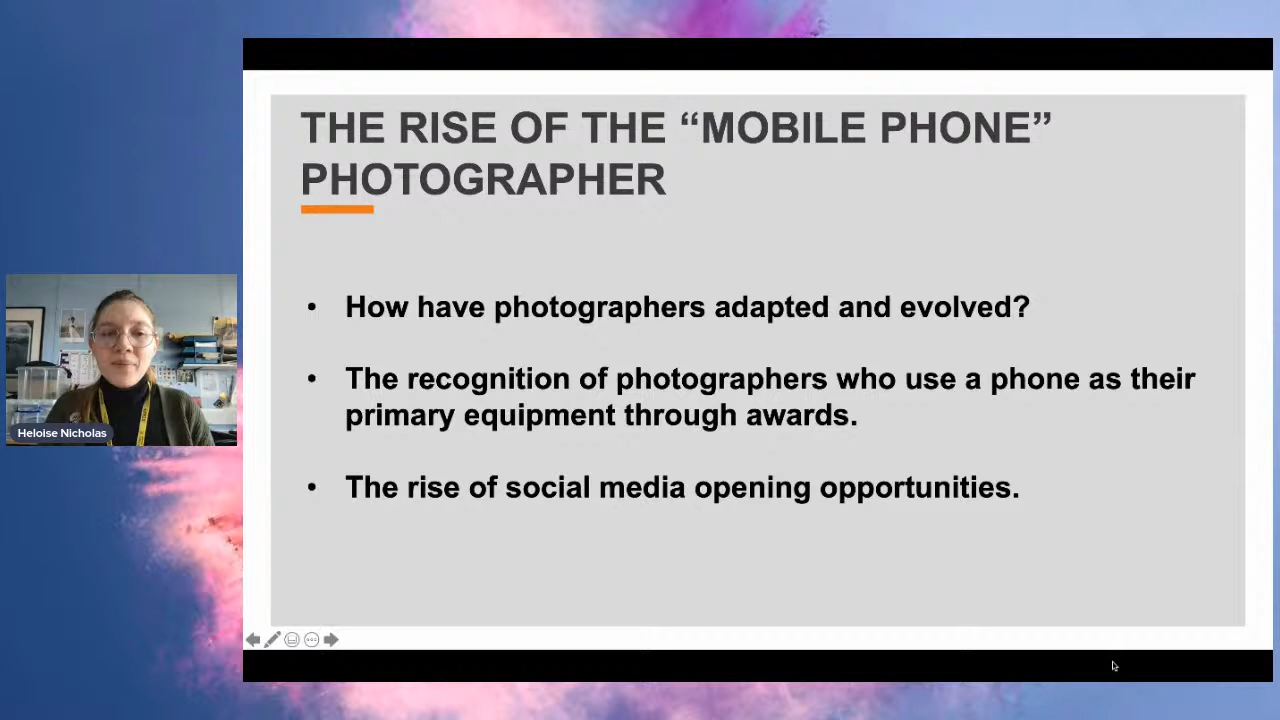 THE RISE OF THE “MOBILE PHONE”
PHOTOGRAPHER
• How have photographers adapted and evolved?
• The recognition of photographers who use a phone as their
primary equipment through awards.
• The rise of social media opening opportunities.
Heloise Nicholas